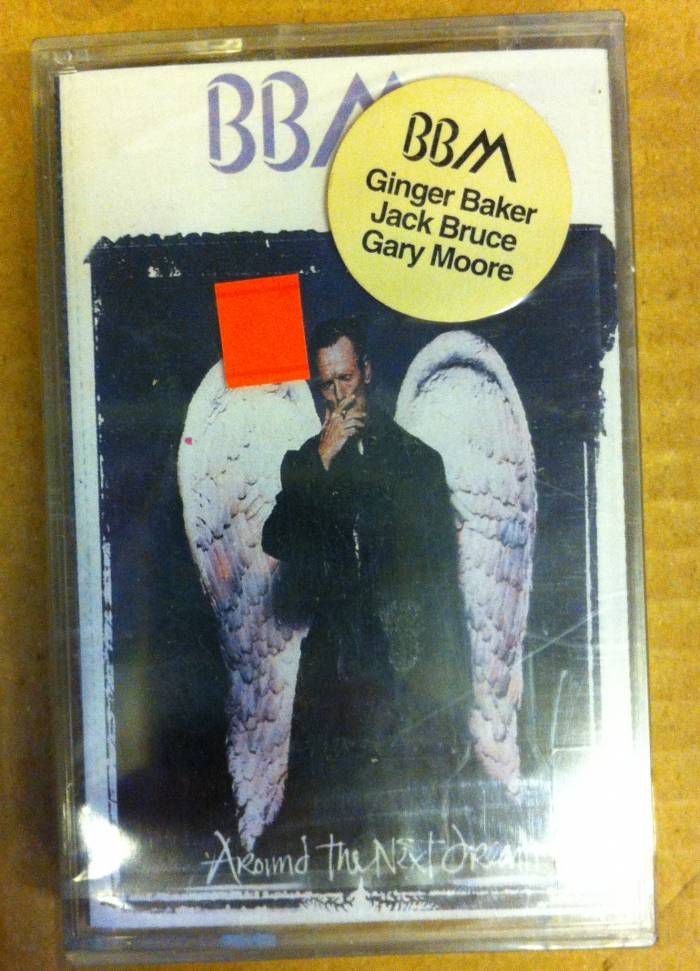 BBM
BBM
Ginger Baker
Jack Bruce
Gary Moore
Around the Next Dream